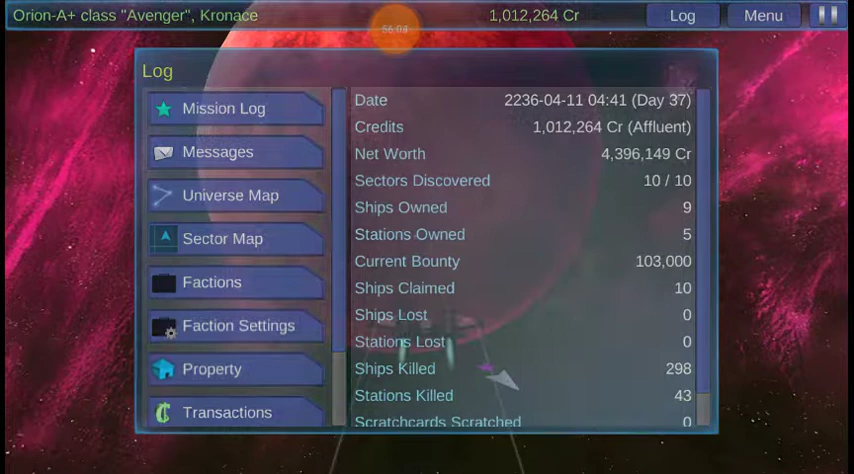 Orion-A+ class "Avenger", Kronace
1,012,264 Cr
Log
Menu
56:04
Log
Mission Log
Messages
Universe Map
Sector Map
Factions
Faction Settings
Property
Transactions
Date 2236-04-11 04:41 (Day 37)
Credits 1,012,264 Cr (Affluent)
Net Worth 4,396,149 Cr
Sectors Discovered 10 / 10
Ships Owned 9
Stations Owned 5
Current Bounty 103,000
Ships Claimed 10
Ships Lost 0
Stations Lost 0
Ships Killed 298
Stations Killed 43
Scratchcards Scratched 0